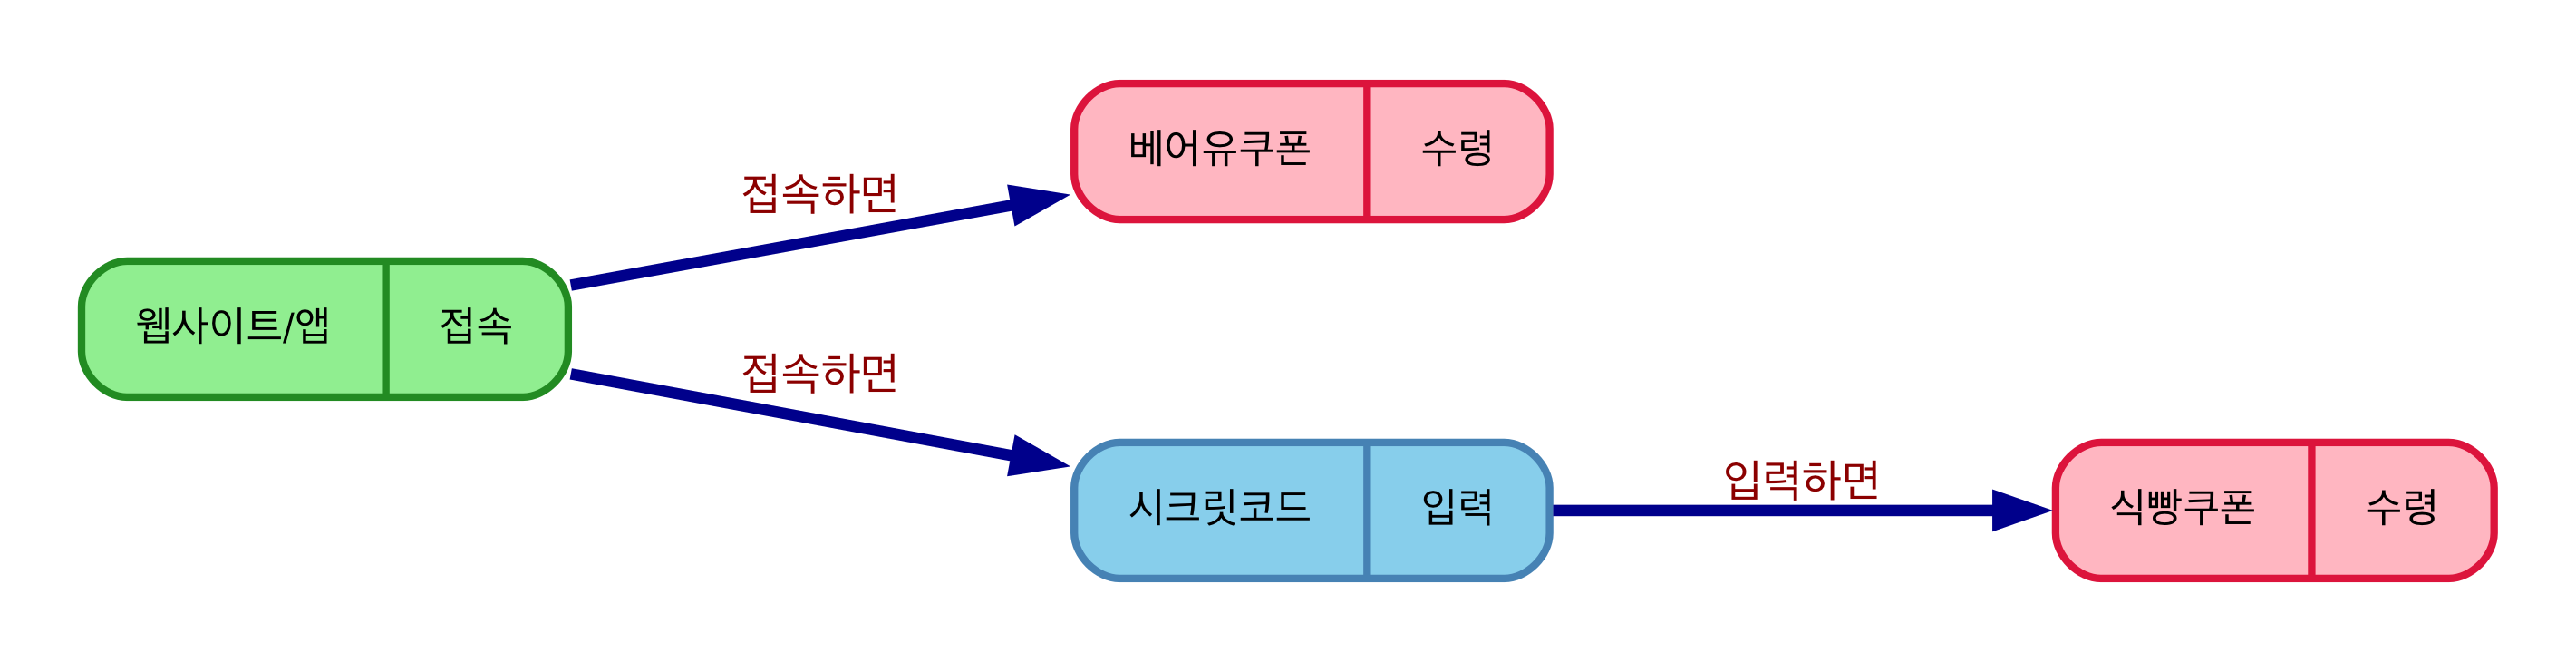 베어유쿠폰 수령
접속하면
웹사이트/앱 접속
접속하면
시크릿코드 입력
입력하면
식빵쿠폰 수령